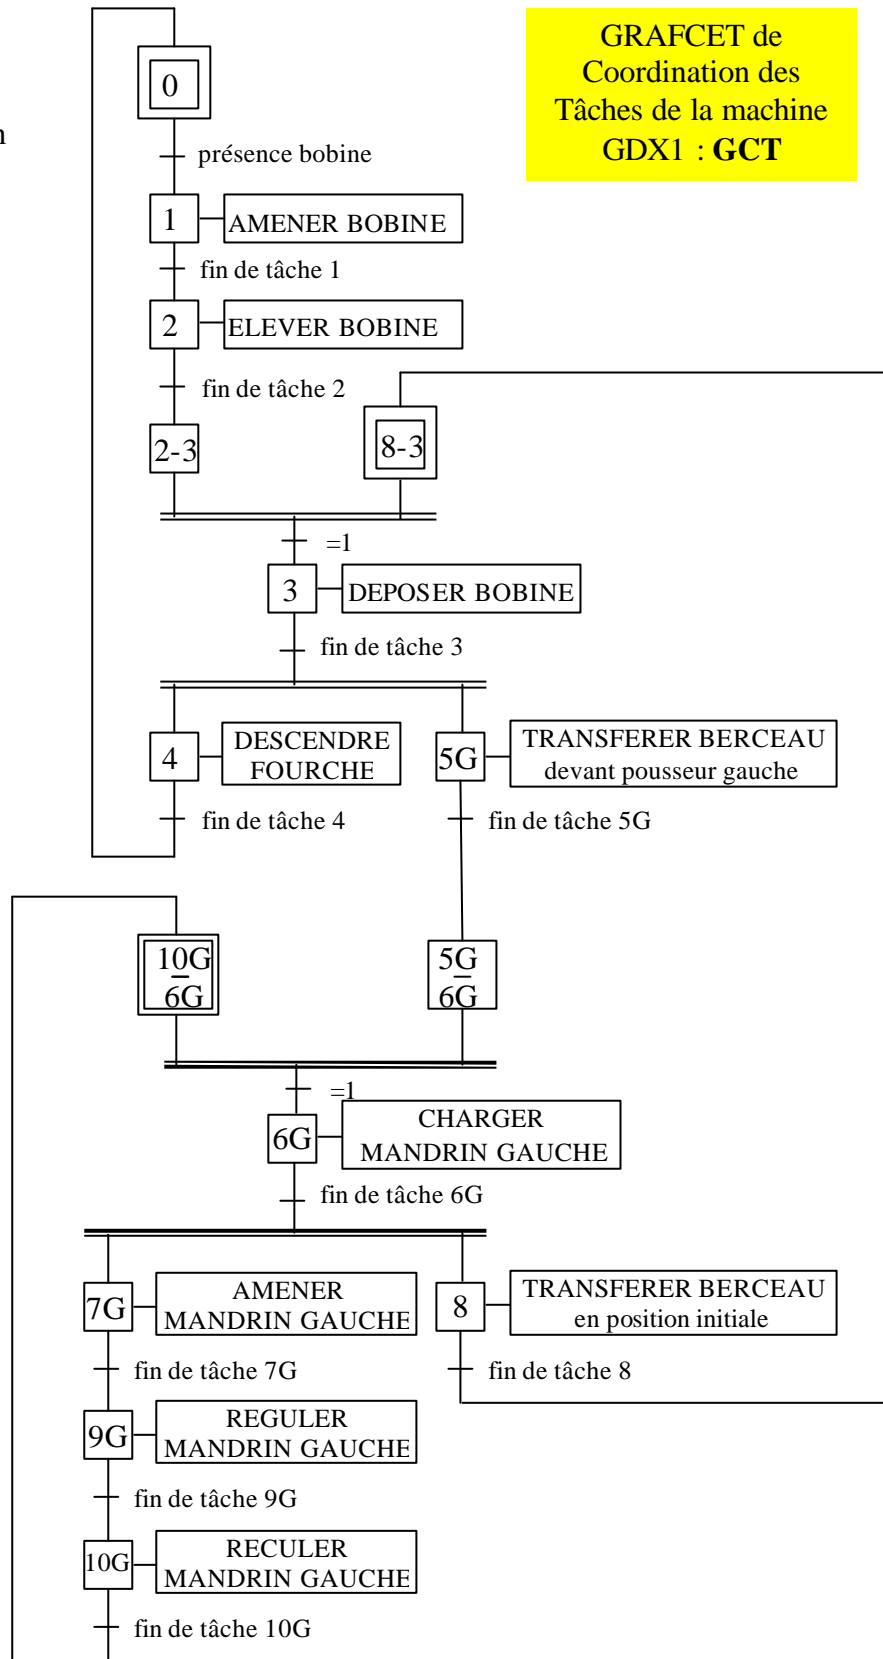 GRAFCET de
Coordination des
Tâches de la machine
GDX1 : GCT
0
n
présence bobine
1
AMENER BOBINE
fin de tâche 1
2
ELEVER BOBINE
fin de tâche 2
2-3
8-3
=1
3
DEPOSER BOBINE
fin de tâche 3
4
DESCENDRE
FOURCHE
5G
TRANSFERER BERCEAU
devant pousseur gauche
fin de tâche 4
fin de tâche 5G
10G
–
6G
5G
–
6G
=1
6G
CHARGER
MANDRIN GAUCHE
fin de tâche 6G
7G
AMENER
MANDRIN GAUCHE
8
TRANSFERER BERCEAU
en position initiale
fin de tâche 7G
fin de tâche 8
9G
REGULER
MANDRIN GAUCHE
fin de tâche 9G
10G
RECULER
MANDRIN GAUCHE
fin de tâche 10G